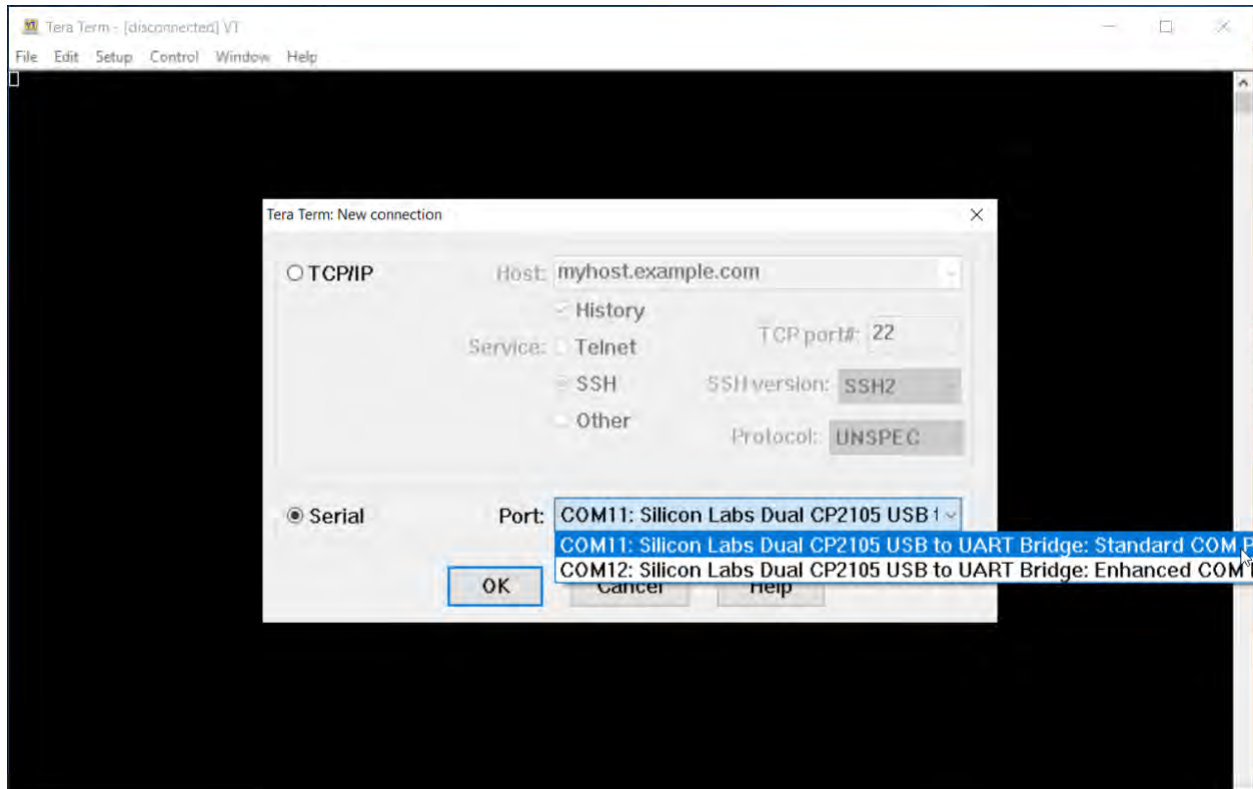 Tera Term - [disconnected] VT
File Edit Setup Control Window Help
Tera Term: New connection
TCP/IP
Host: myhost.example.com
History
Service: Telnet
TCP port#: 22
SSH
SSH version: SSH2
Other
Protocol: UNSPEC
Serial
Port: COM11: Silicon Labs Dual CP2105 USB t
COM11: Silicon Labs Dual CP2105 USB to UART Bridge: Standard COM P
COM12: Silicon Labs Dual CP2105 USB to UART Bridge: Enhanced COM
OK Cancel Help